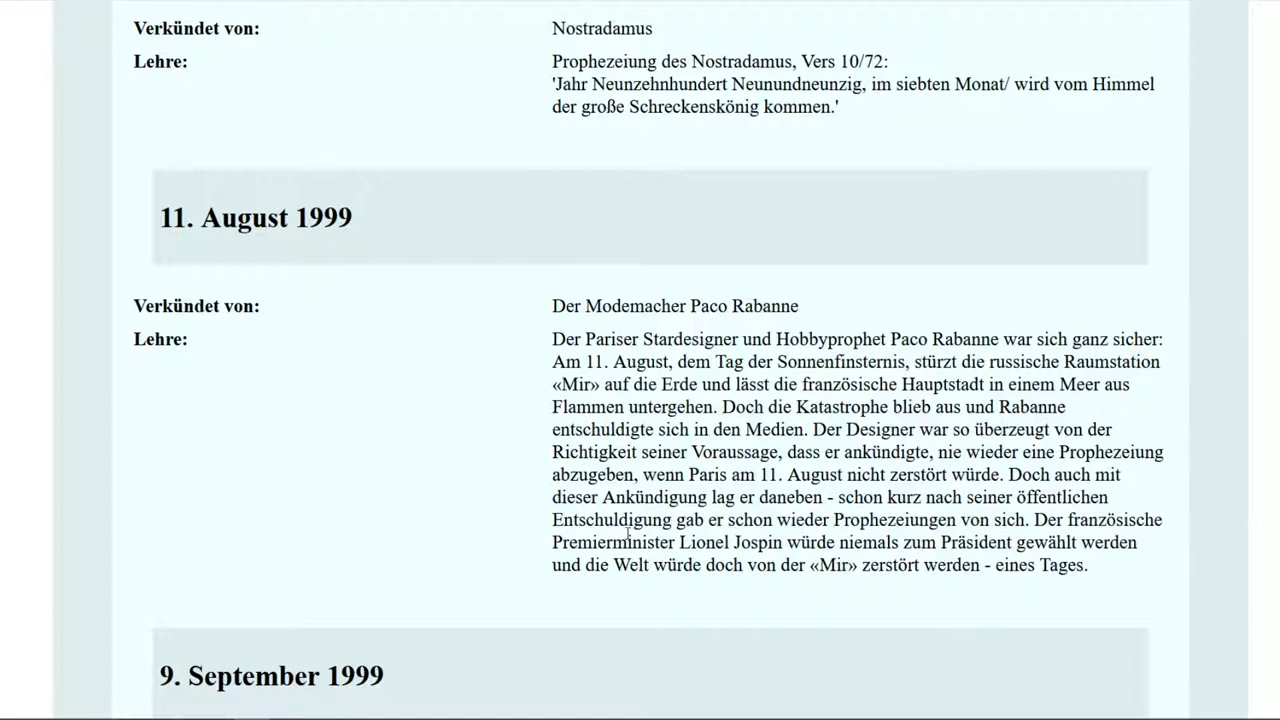 Verkündet von: Nostradamus
Lehre: Prophezeiung des Nostradamus, Vers 10/72:
'Jahr Neunzehnhundert Neunundneunzig, im siebten Monat/ wird vom Himmel
der große Schreckenskönig kommen.'
11. August 1999
Verkündet von: Der Modemacher Paco Rabanne
Lehre: Der Pariser Stardesigner und Hobbyprophet Paco Rabanne war sich ganz sicher:
Am 11. August, dem Tag der Sonnenfinsternis, stürzt die russische Raumstation
«Mir» auf die Erde und lässt die französische Hauptstadt in einem Meer aus
Flammen untergehen. Doch die Katastrophe blieb aus und Rabanne
entschuldigte sich in den Medien. Der Designer war so überzeugt von der
Richtigkeit seiner Voraussage, dass er ankündigte, nie wieder eine Prophezeiung
abzugeben, wenn Paris am 11. August nicht zerstört würde. Doch auch mit
dieser Ankündigung lag er daneben - schon kurz nach seiner öffentlichen
Entschuldigung gab er schon wieder Prophezeiungen von sich. Der französische
Premierminister Lionel Jospin würde niemals zum Präsident gewählt werden
und die Welt würde doch von der «Mir» zerstört werden - eines Tages.
9. September 1999